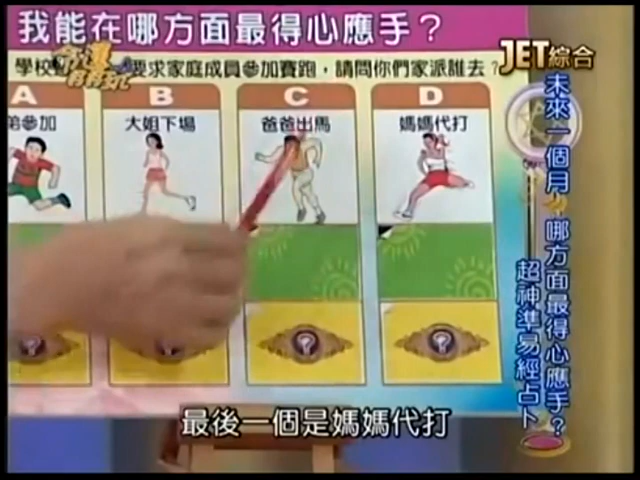 我能在哪方面最得心應手？
JET綜合
命運好好玩
學校 要求家庭成員參加賽跑，請問你們家派誰去？
A
B
C
D
弟參加
大姐下場
爸爸出馬
媽媽代打
?
?
?
?
未來一個月，哪方面最得心應手？
超神準易經占卜
最後一個是媽媽代打